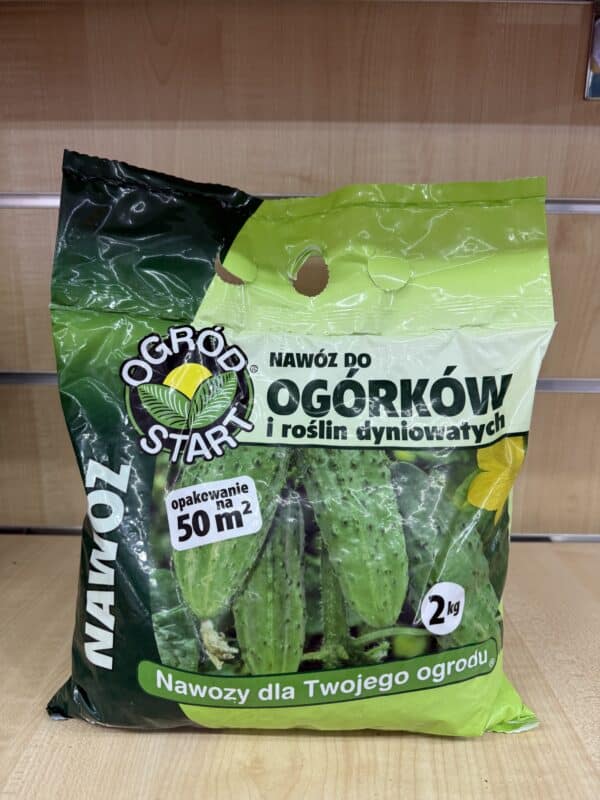 OGRÓD
START®
NAWÓZ DO
OGÓRKÓW
i roślin dyniowatych
opakowanie
na
50 m²
NAWÓZ
2 kg
Nawozy dla Twojego ogrodu®